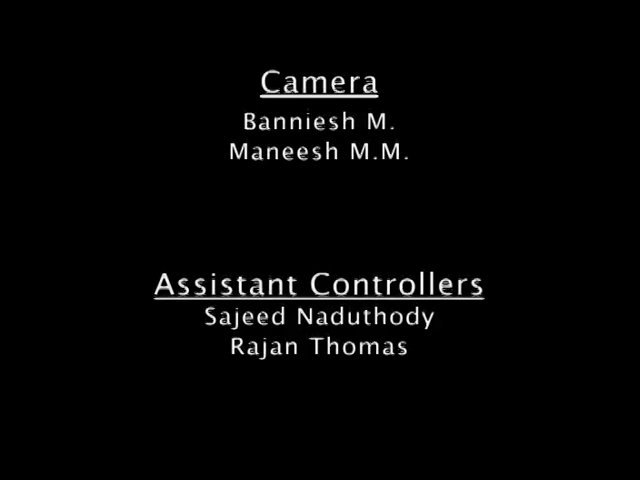 Camera
Banniesh M.
Maneesh M.M.
Assistant Controllers
Sajeed Naduthody
Rajan Thomas